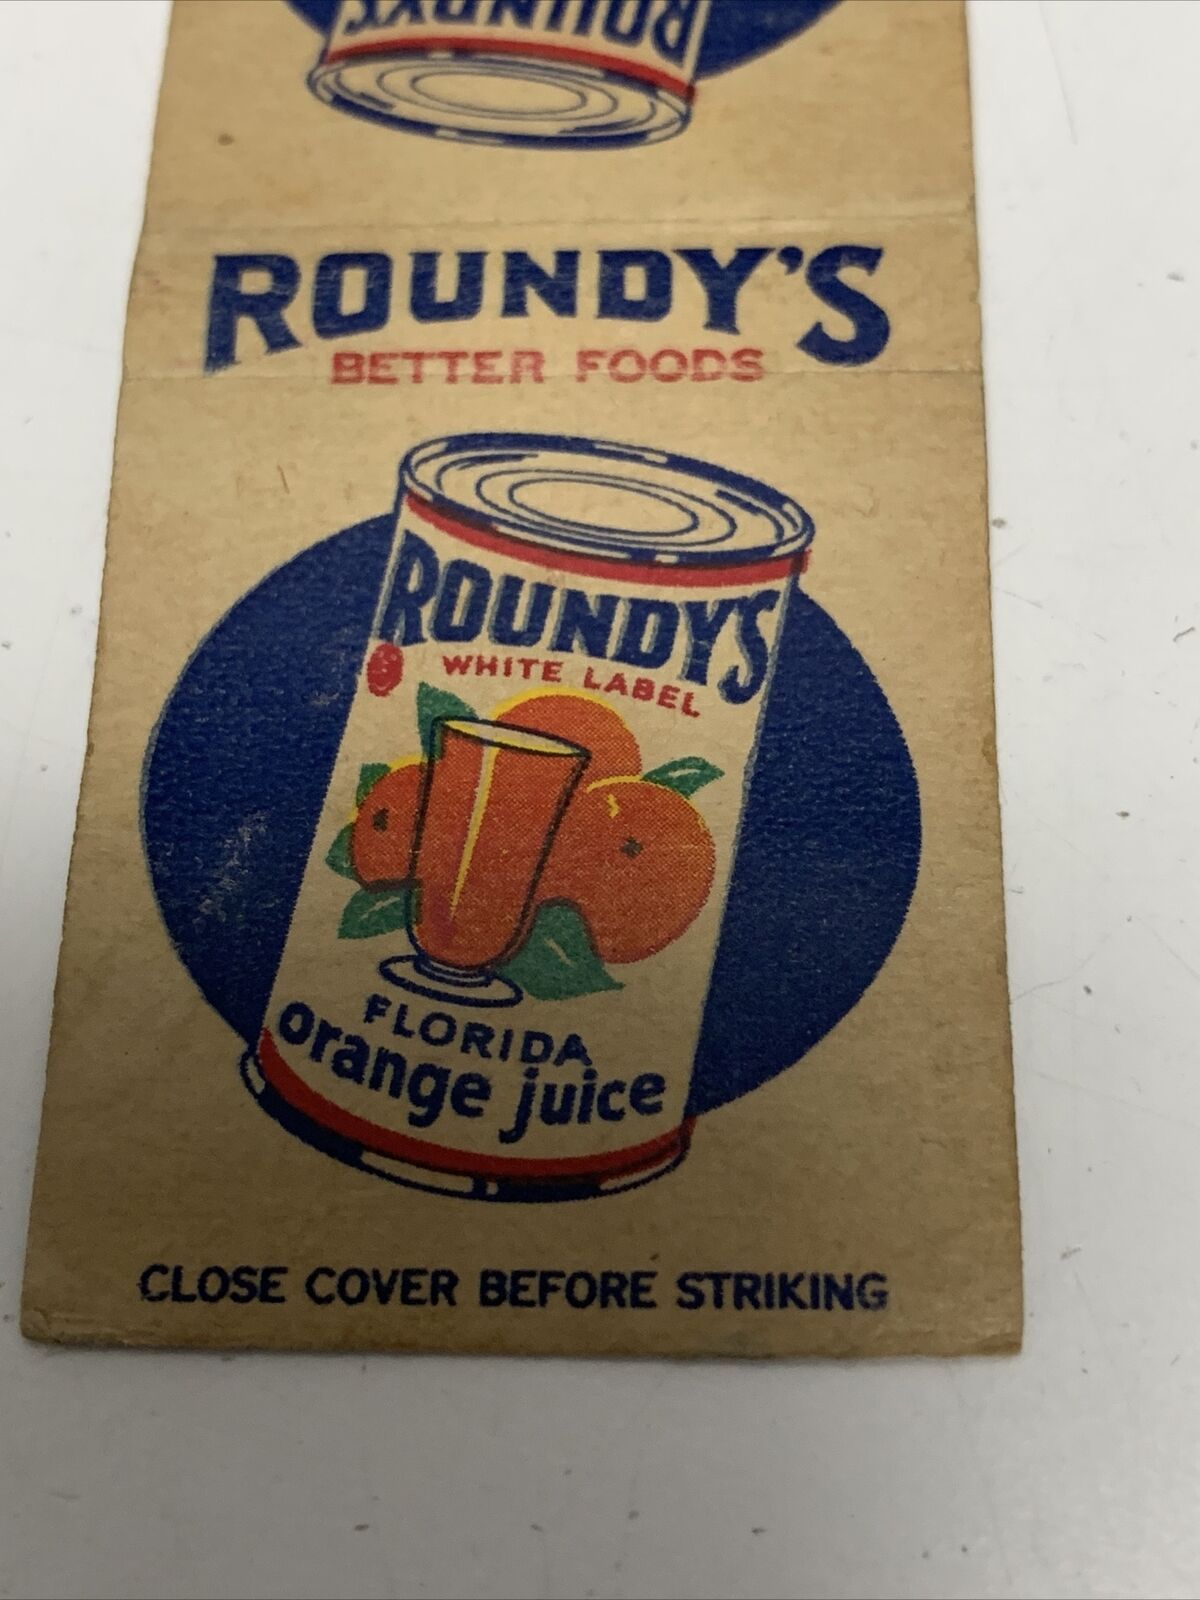 ROUNDY'S
ROUNDY'S
BETTER FOODS
ROUNDY'S
WHITE LABEL
FLORIDA
orange juice
CLOSE COVER BEFORE STRIKING